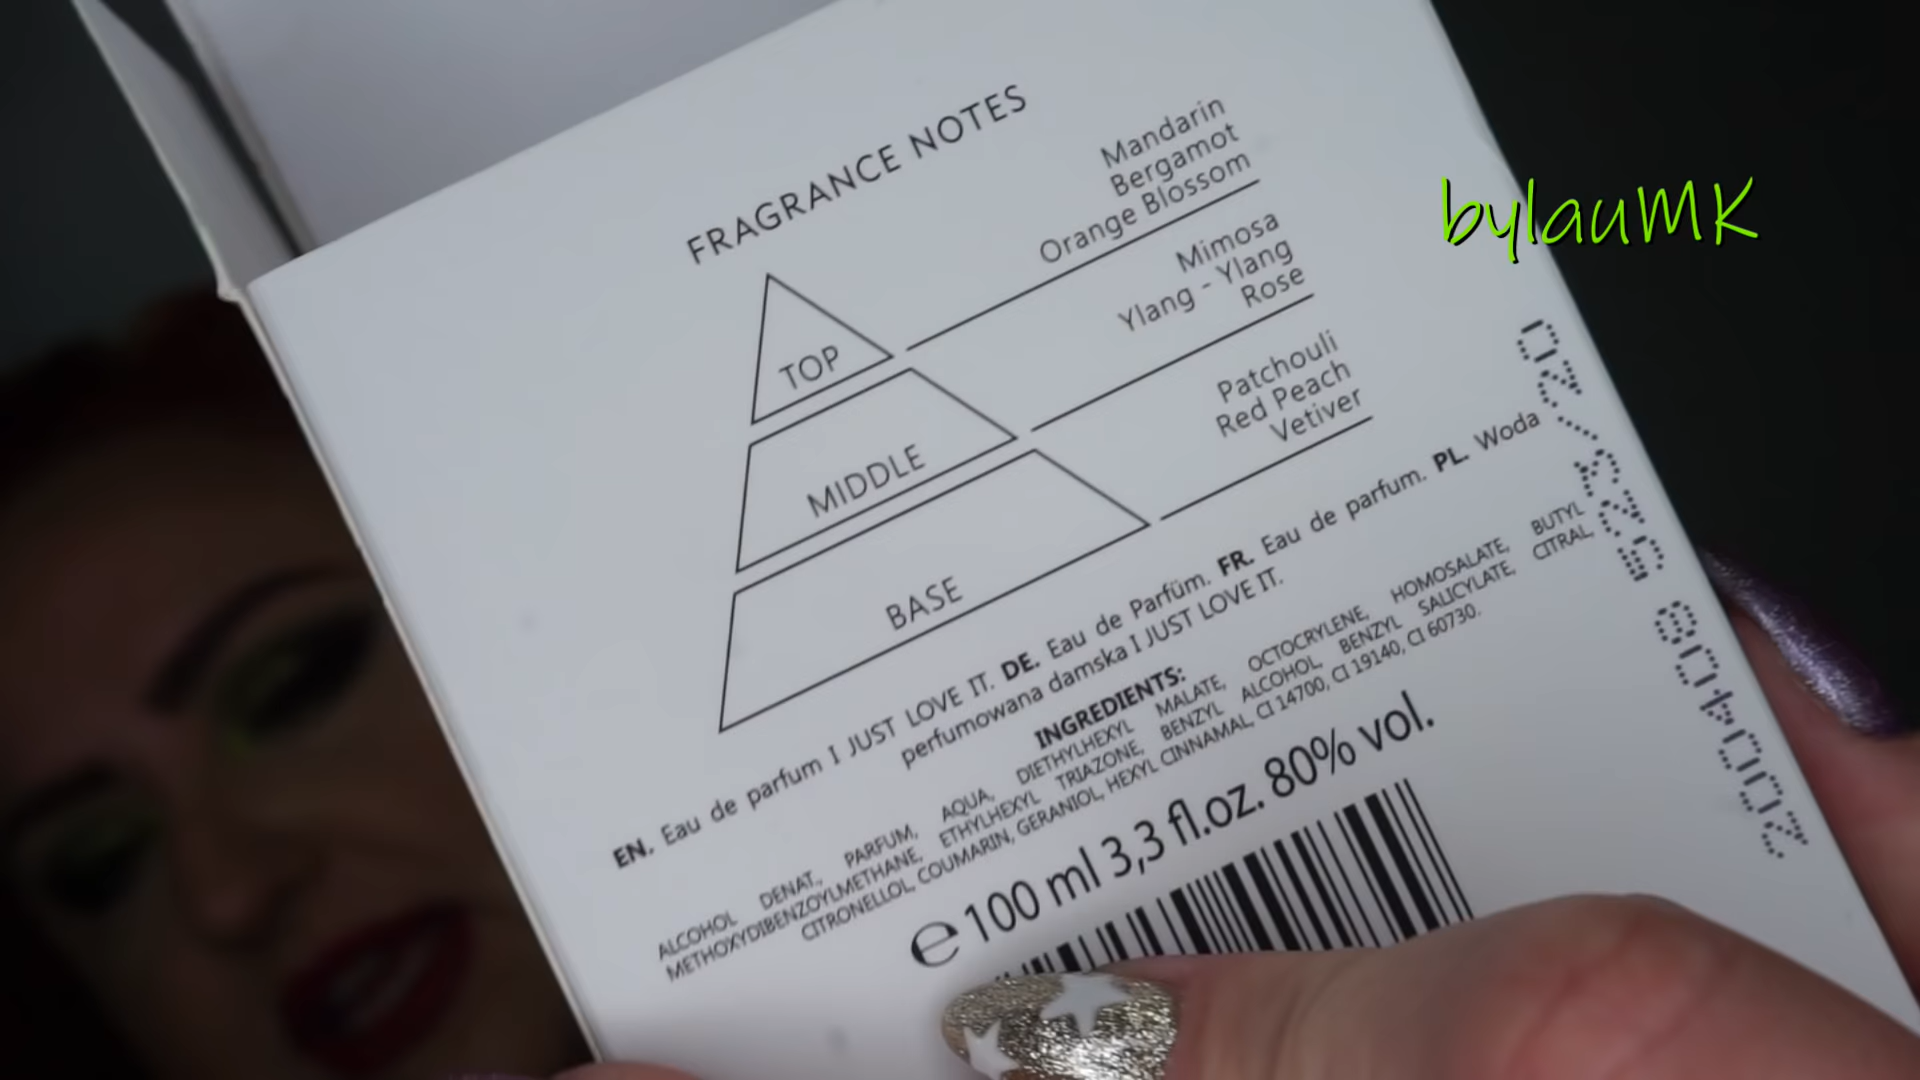 FRAGRANCE NOTES
Mandarin
Bergamot
Orange Blossom
TOP
Mimosa
Ylang - Ylang
Rose
MIDDLE
Patchouli
Red Peach
Vetiver
BASE
EN. Eau de parfum I JUST LOVE IT. DE. Eau de Parfüm. FR. Eau de parfum. PL. Woda
perfumowana damska I JUST LOVE IT.
INGREDIENTS:
ALCOHOL DENAT., PARFUM, AQUA, DIETHYLHEXYL MALATE, OCTOCRYLENE, HOMOSALATE, BUTYL
METHOXYDIBENZOYLMETHANE, ETHYLHEXYL TRIAZONE, BENZYL ALCOHOL, BENZYL SALICYLATE, CITRAL,
CITRONELLOL, COUMARIN, GERANIOL, HEXYL CINNAMAL, CI 14700, CI 19140, CI 60730.
e 100 ml 3,3 fl.oz. 80% vol.
bylauMK